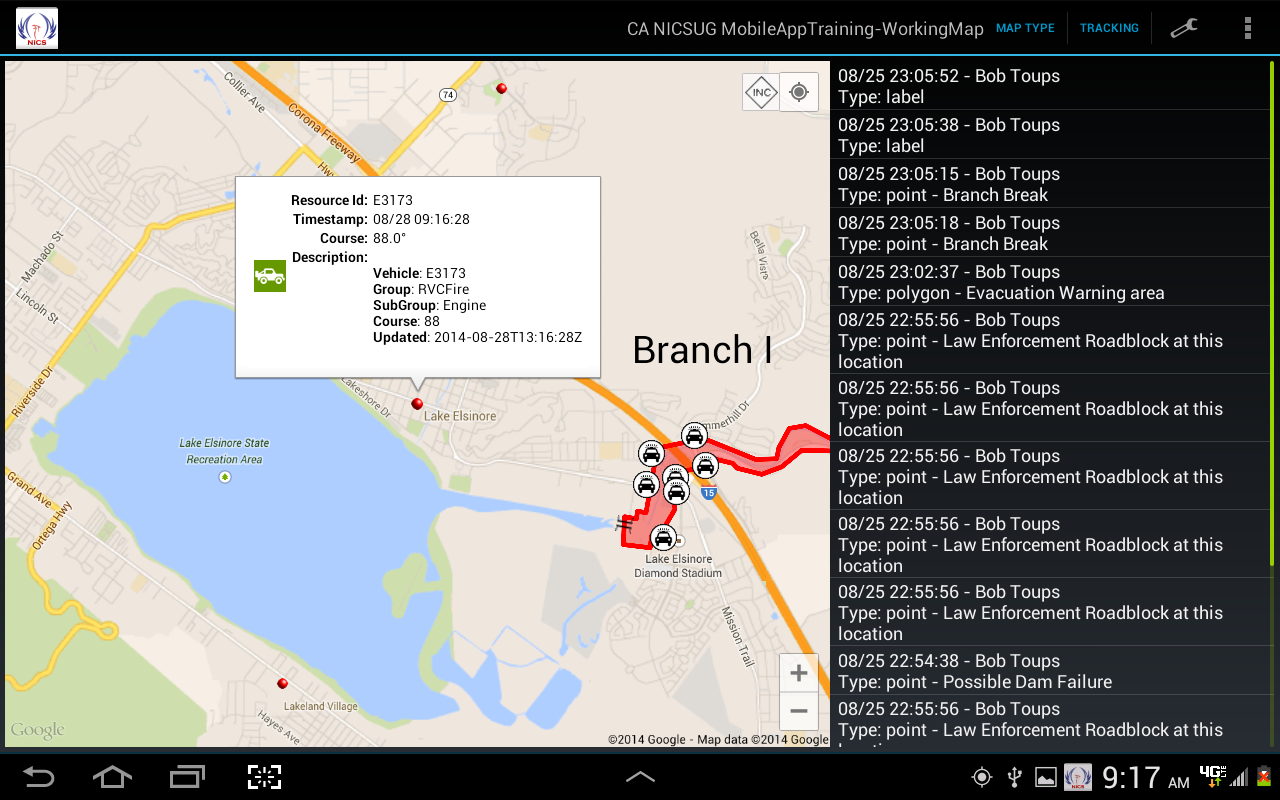 NICS
CA NICSUG MobileAppTraining-WorkingMap
MAP TYPE
TRACKING
Collier Ave
Corona Freeway
74
INC
Hwy
Resource Id: E3173
Timestamp: 08/28 09:16:28
Course: 88.0°
Description:
Vehicle: E3173
Group: RVCFire
SubGroup: Engine
Course: 88
Updated: 2014-08-28T13:16:28Z
Machado St
Lincoln St
Bella Vista
Branch I
Riverside Dr
Lakeshore Dr
Lake Elsinore
mmerhill Dr
Lake Elsinore State
Recreation Area
Grand Ave
Ortega Hwy
15
Lake Elsinore
Diamond Stadium
Mission Trail
Lakeland Village
Hayes Ave
+
−
Google
©2014 Google - Map data ©2014 Google
08/25 23:05:52 - Bob Toups
Type: label
08/25 23:05:38 - Bob Toups
Type: label
08/25 23:05:15 - Bob Toups
Type: point - Branch Break
08/25 23:05:18 - Bob Toups
Type: point - Branch Break
08/25 23:02:37 - Bob Toups
Type: polygon - Evacuation Warning area
08/25 22:55:56 - Bob Toups
Type: point - Law Enforcement Roadblock at this
location
08/25 22:55:56 - Bob Toups
Type: point - Law Enforcement Roadblock at this
location
08/25 22:55:56 - Bob Toups
Type: point - Law Enforcement Roadblock at this
location
08/25 22:55:56 - Bob Toups
Type: point - Law Enforcement Roadblock at this
location
08/25 22:55:56 - Bob Toups
Type: point - Law Enforcement Roadblock at this
location
08/25 22:54:38 - Bob Toups
Type: point - Possible Dam Failure
08/25 22:55:56 - Bob Toups
Type: point - Law Enforcement Roadblock at this
NICS
9:17 AM
4G LTE